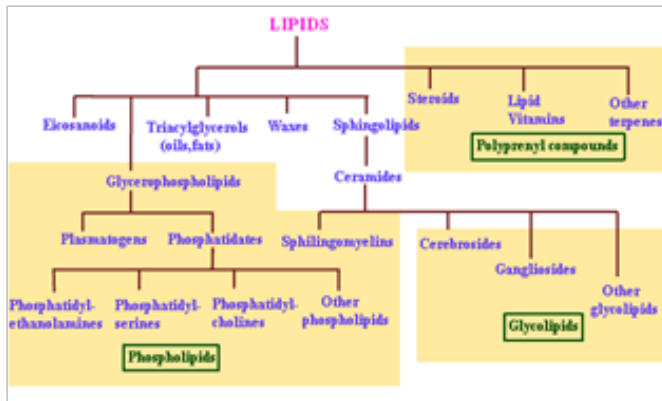 LIPIDS
Steroids
Lipid
Vitamins
Other
terpenes
Polyprenyl compounds
Eicosanoids
Triacylglycerols
(oils,fats)
Waxes
Sphingolipids
Glycerophospholipids
Ceramides
Plasmatogens
Phosphatidates
Sphilingomyelins
Cerebrosides
Gangliosides
Other
glycolipids
Glycolipids
Phosphatidyl-
ethanolamines
Phosphatidyl-
serines
Phosphatidyl-
cholines
Other
phospholipids
Phospholipids